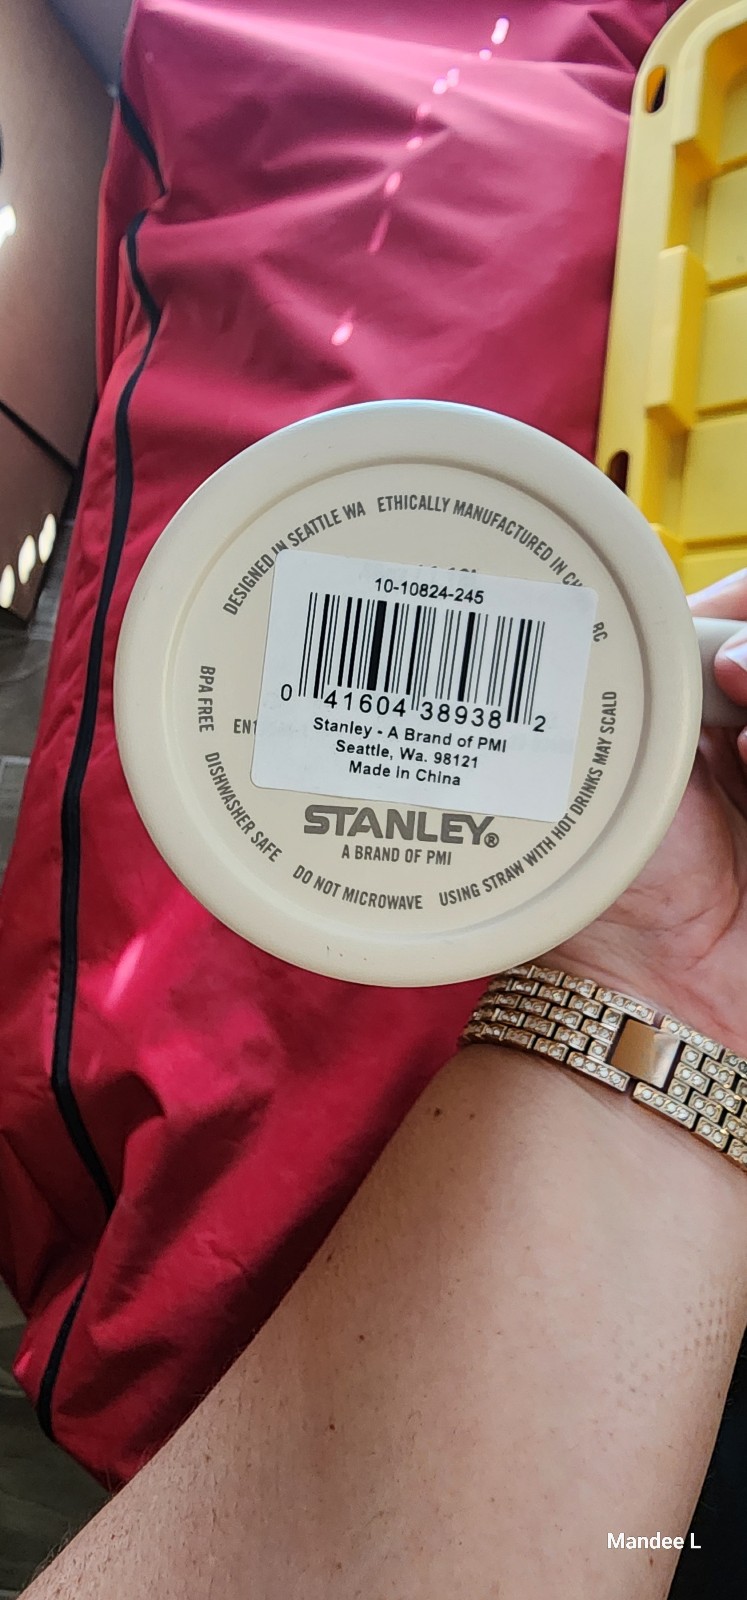 DESIGNED IN SEATTLE WA ETHICALLY MANUFACTURED IN
10-10824-245
0 41604 38938 2
Stanley - A Brand of PMI
Seattle, Wa. 98121
Made in China
BPA FREE
DISHWASHER SAFE
DO NOT MICROWAVE
USING STRAW WITH HOT DRINKS MAY SCALD
STANLEY®
A BRAND OF PMI
Mandee L